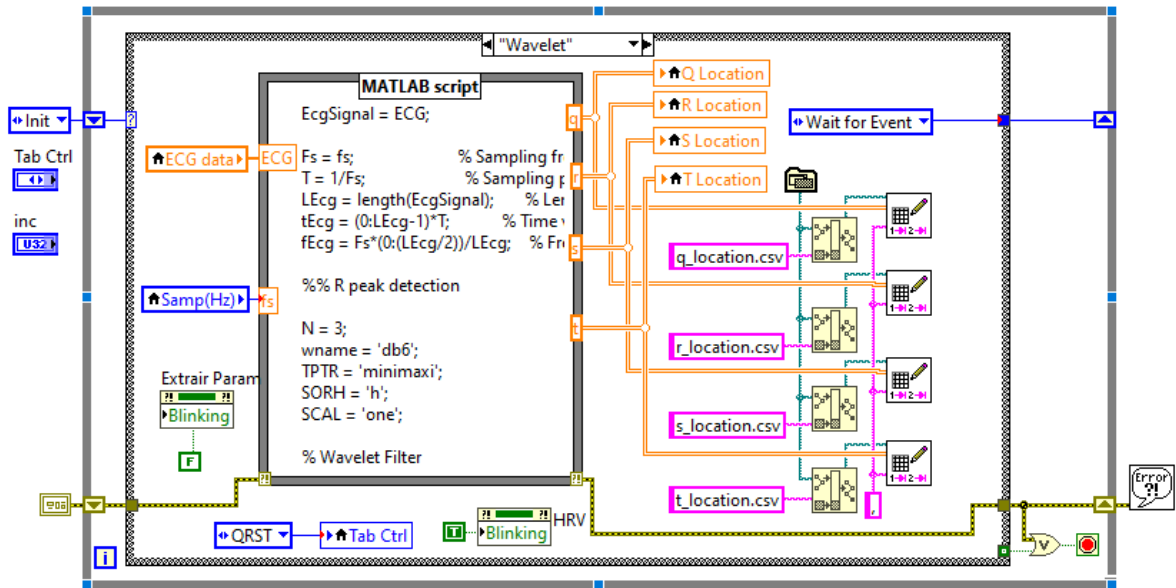 "Wavelet"
MATLAB script
Init
Tab Ctrl
inc
U32
ECG data
ECG
Samp(Hz)
fs
EcgSignal = ECG;
Fs = fs; % Sampling fr
T = 1/Fs; % Sampling p
LEcg = length(EcgSignal); % Ler
tEcg = (0:LEcg-1)*T; % Time v
fEcg = Fs*(0:(LEcg/2))/LEcg; % Fre
%% R peak detection
N = 3;
wname = 'db6';
TPTR = 'minimaxi';
SORH = 'h';
SCAL = 'one';
% Wavelet Filter
q
r
s
t
Q Location
R Location
S Location
T Location
Wait for Event
q_location.csv
r_location.csv
s_location.csv
t_location.csv
,
Extrair Param
?!
Blinking
F
QRST
Tab Ctrl
T
?!
Blinking
HRV
i
Error
?!
V